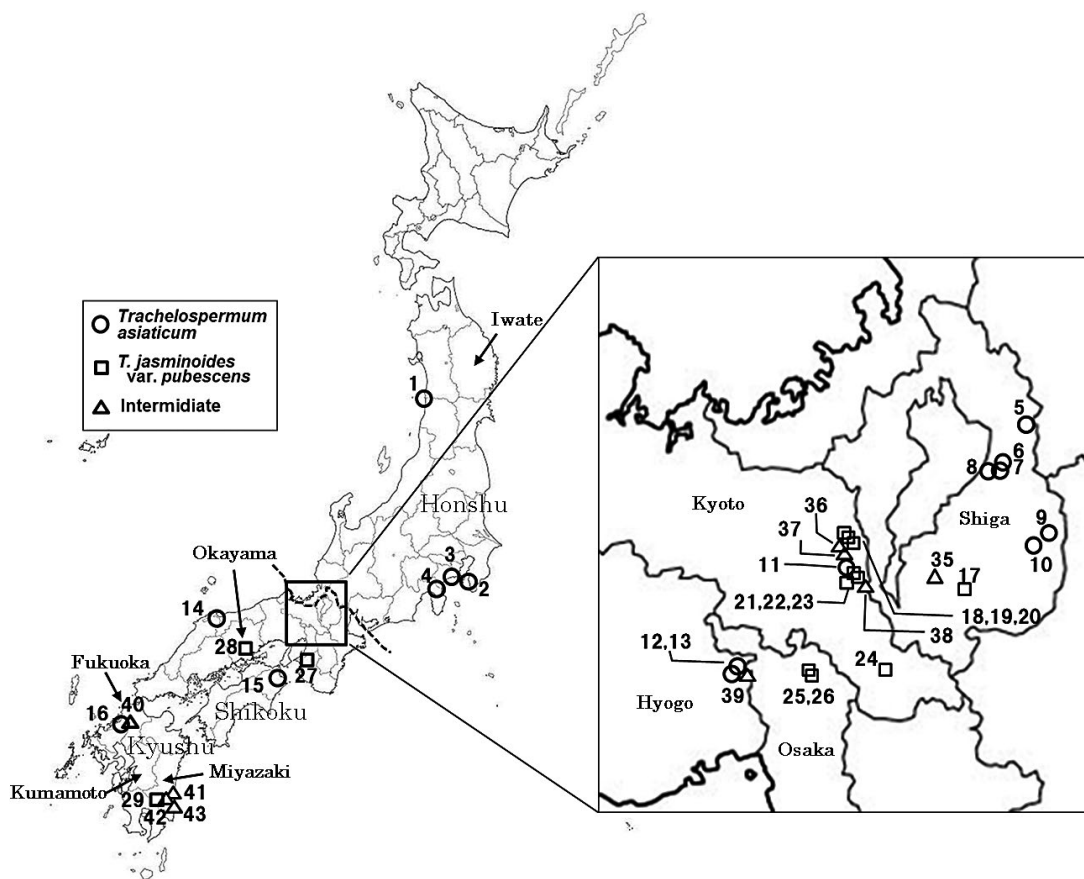 Trachelospermum
asiaticum
T. jasminoides
var. pubescens
Intermidiate
Iwate
1
Honshu
Okayama
3
4
2
14
28
27
Fukuoka
15
40
16
Shikoku
Kyushu
Miyazaki
Kumamoto
41
29
42
43
5
6
8
7
36
Kyoto
Shiga
9
37
10
11
35
17
21,22,23
18,19,20
38
12,13
24
39
25,26
Hyogo
Osaka